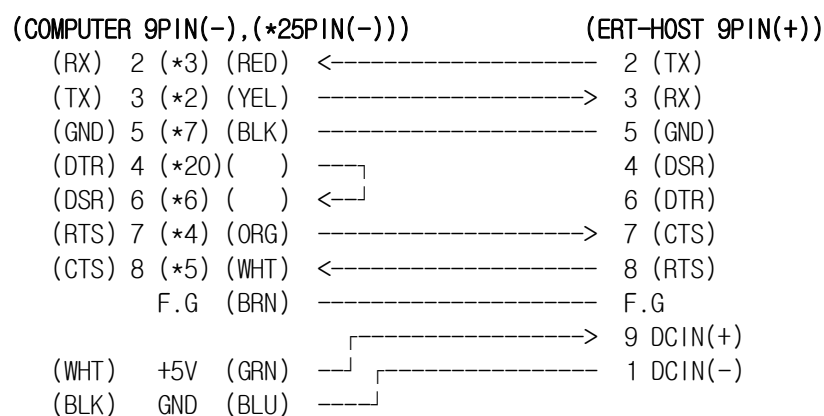 (COMPUTER 9PIN(-),(*25PIN(-))) (ERT-HOST 9PIN(+))
(RX) 2 (*3) (RED) <--------------------- 2 (TX)
(TX) 3 (*2) (YEL) ---------------------> 3 (RX)
(GND) 5 (*7) (BLK) ---------------------- 5 (GND)
(DTR) 4 (*20)( ) ---┐ 4 (DSR)
(DSR) 6 (*6) ( ) <--┘ 6 (DTR)
(RTS) 7 (*4) (ORG) ---------------------> 7 (CTS)
(CTS) 8 (*5) (WHT) <--------------------- 8 (RTS)
F.G (BRN) ---------------------- F.G
┌-----------------> 9 DCIN(+)
(WHT) +5V (GRN) --┘ ┌---------------- 1 DCIN(-)
(BLK) GND (BLU) ----┘